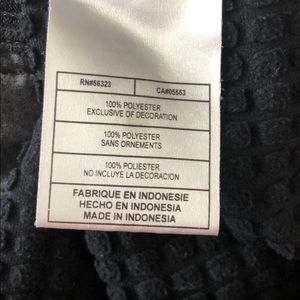 RN#56323 CA#05553
100% POLYESTER
EXCLUSIVE OF DECORATION
100% POLYESTER
SANS ORNEMENTS
100% POLIESTER
NO INCLUYE LA DECORACION
FABRIQUE EN INDONESIE
HECHO EN INDONESIA
MADE IN INDONESIA